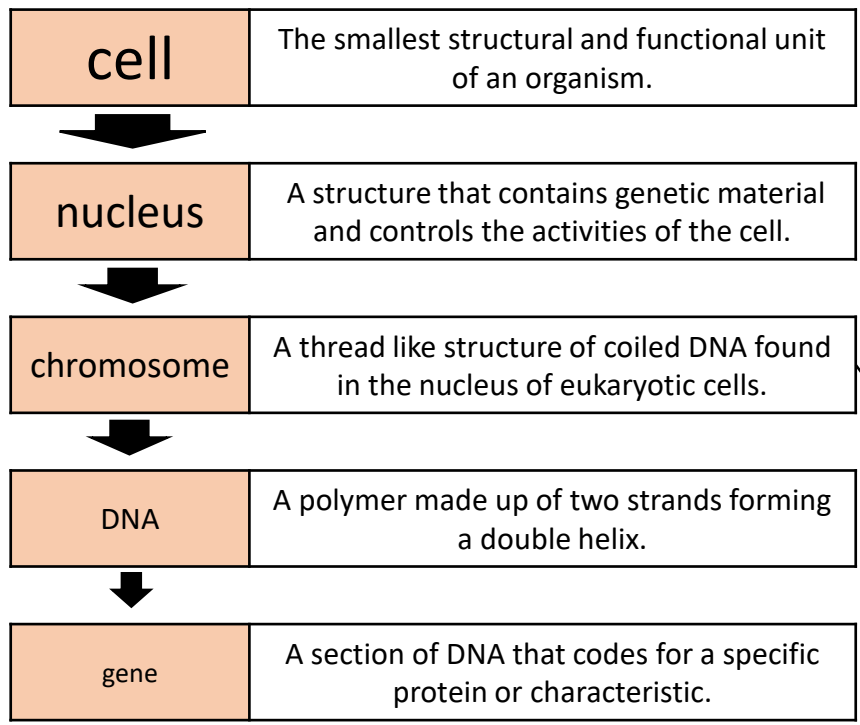 cell
The smallest structural and functional unit
of an organism.
nucleus
A structure that contains genetic material
and controls the activities of the cell.
chromosome
A thread like structure of coiled DNA found
in the nucleus of eukaryotic cells.
DNA
A polymer made up of two strands forming
a double helix.
gene
A section of DNA that codes for a specific
protein or characteristic.